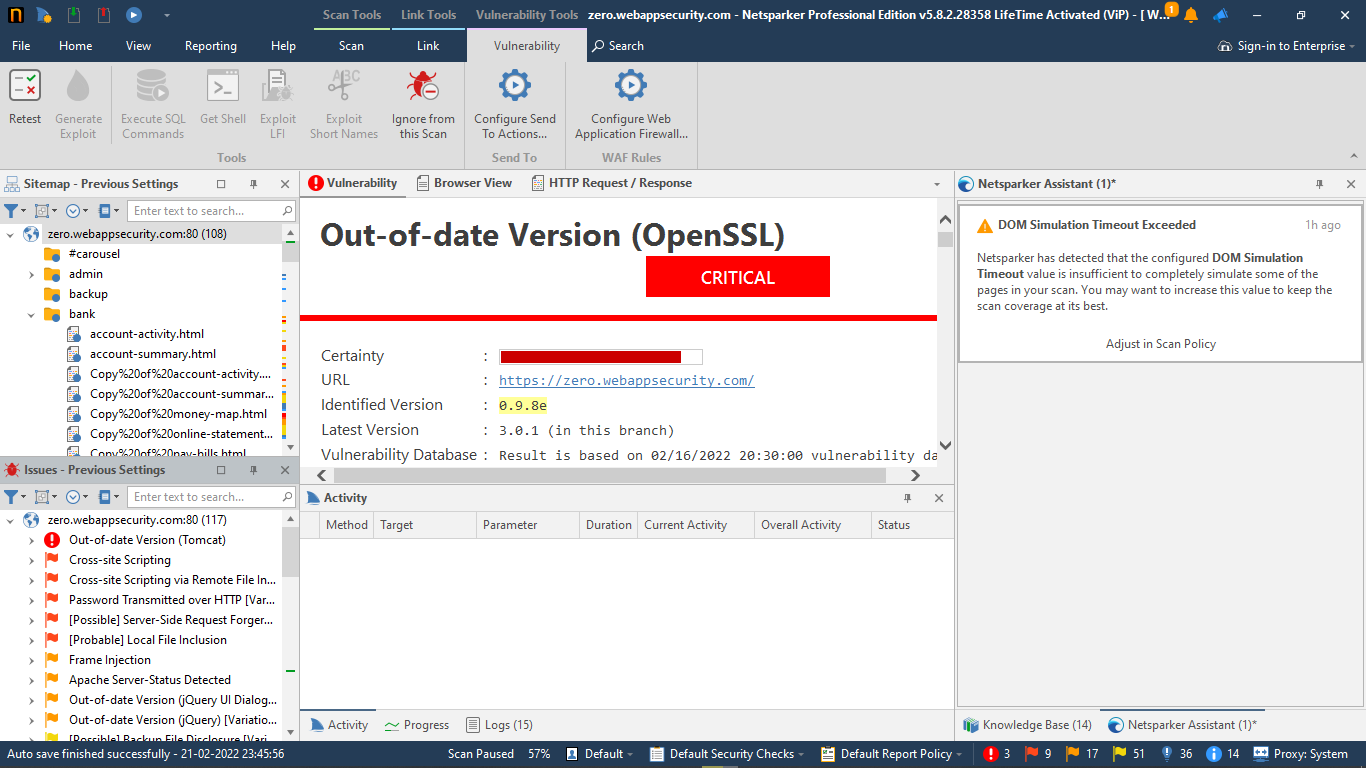 Scan Tools
Link Tools
Vulnerability Tools
zero.webappsecurity.com - Netsparker Professional Edition v5.8.2.28358 LifeTime Activated (ViP) - [ W...
1
File
Home
View
Reporting
Help
Scan
Link
Vulnerability
Search
Sign-in to Enterprise
Retest
Generate
Exploit
Execute SQL
Commands
Get Shell
Exploit
LFI
ABC
Exploit
Short Names
Ignore from
this Scan
Configure Send
To Actions...
Configure Web
Application Firewall...
Tools
Send To
WAF Rules
Sitemap - Previous Settings
Enter text to search...
zero.webappsecurity.com:80 (108)
#carousel
admin
backup
bank
account-activity.html
account-summary.html
Copy%20of%20account-activity....
Copy%20of%20account-summar...
Copy%20of%20money-map.html
Copy%20of%20online-statement...
Copy%20of%20pay-bills.html
Issues - Previous Settings
Enter text to search...
zero.webappsecurity.com:80 (117)
Out-of-date Version (Tomcat)
Cross-site Scripting
Cross-site Scripting via Remote File In...
Password Transmitted over HTTP [Var...
[Possible] Server-Side Request Forger...
[Probable] Local File Inclusion
Frame Injection
Apache Server-Status Detected
Out-of-date Version (jQuery UI Dialog...
Out-of-date Version (jQuery) [Variatio...
[Possible] Backup File Disclosure [Vari...
Vulnerability
Browser View
HTTP Request / Response
Out-of-date Version (OpenSSL)
CRITICAL
Certainty :
URL : https://zero.webappsecurity.com/
Identified Version : 0.9.8e
Latest Version : 3.0.1 (in this branch)
Vulnerability Database : Result is based on 02/16/2022 20:30:00 vulnerability da
Activity
Method
Target
Parameter
Duration
Current Activity
Overall Activity
Status
Activity
Progress
Logs (15)
Netsparker Assistant (1)*
DOM Simulation Timeout Exceeded
1h ago
Netsparker has detected that the configured DOM Simulation
Timeout value is insufficient to completely simulate some of the
pages in your scan. You may want to increase this value to keep the
scan coverage at its best.
Adjust in Scan Policy
Knowledge Base (14)
Netsparker Assistant (1)*
Auto save finished successfully - 21-02-2022 23:45:56
Scan Paused
57%
Default
Default Security Checks
Default Report Policy
3
9
17
51
36
14
Proxy: System